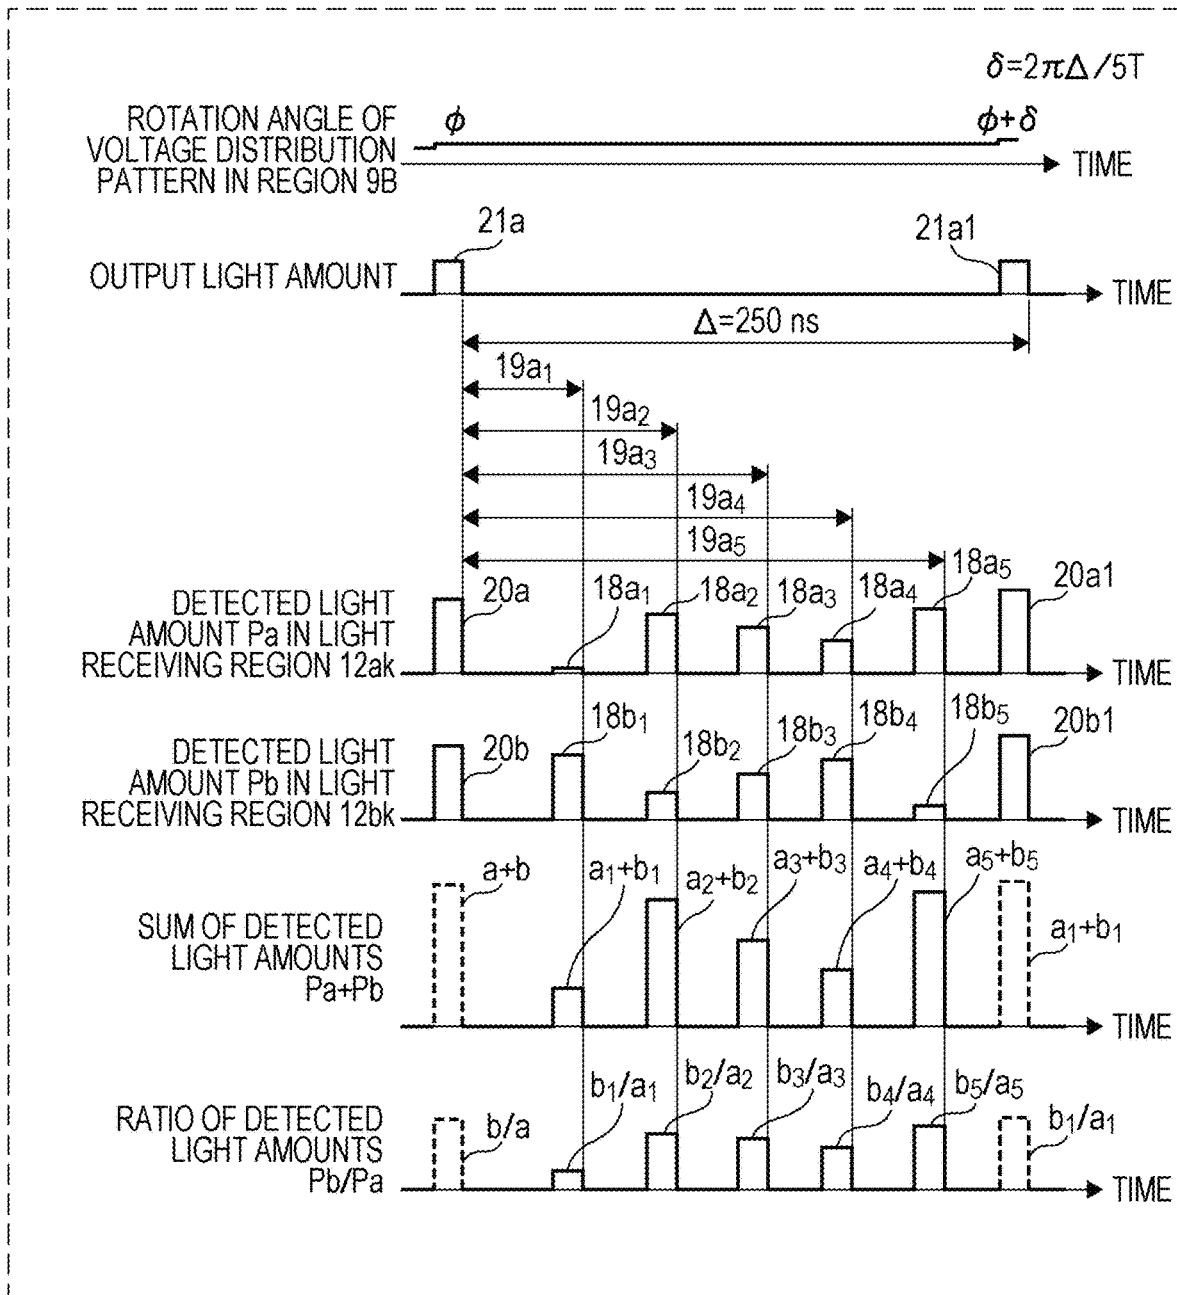 δ=2πΔ/5T
ROTATION ANGLE OF
VOLTAGE DISTRIBUTION
PATTERN IN REGION 9B
ϕ
ϕ+δ
TIME
21a
21a1
OUTPUT LIGHT AMOUNT
TIME
Δ=250 ns
19a₁
19a₂
19a₃
19a₄
19a₅
DETECTED LIGHT
AMOUNT Pa IN LIGHT
RECEIVING REGION 12ak
20a
18a₁
18a₂
18a₃
18a₄
18a₅
20a1
TIME
DETECTED LIGHT
AMOUNT Pb IN LIGHT
RECEIVING REGION 12bk
20b
18b₁
18b₂
18b₃
18b₄
18b₅
20b1
TIME
SUM OF DETECTED
LIGHT AMOUNTS
Pa+Pb
a+b
a₁+b₁
a₂+b₂
a₃+b₃
a₄+b₄
a₅+b₅
a₁+b₁
TIME
RATIO OF DETECTED
LIGHT AMOUNTS
Pb/Pa
b/a
b₁/a₁
b₂/a₂
b₃/a₃
b₄/a₄
b₅/a₅
b₁/a₁
TIME